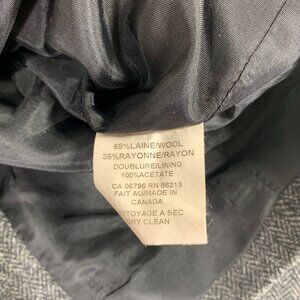 65%LAINE/WOOL
35%RAYONNE/RAYON
DOUBLURE/LINING
100%ACETATE
CA 06796 RN 86213
FAIT AU/MADE IN
CANADA
TTOYAGE A SEC
DRY CLEAN